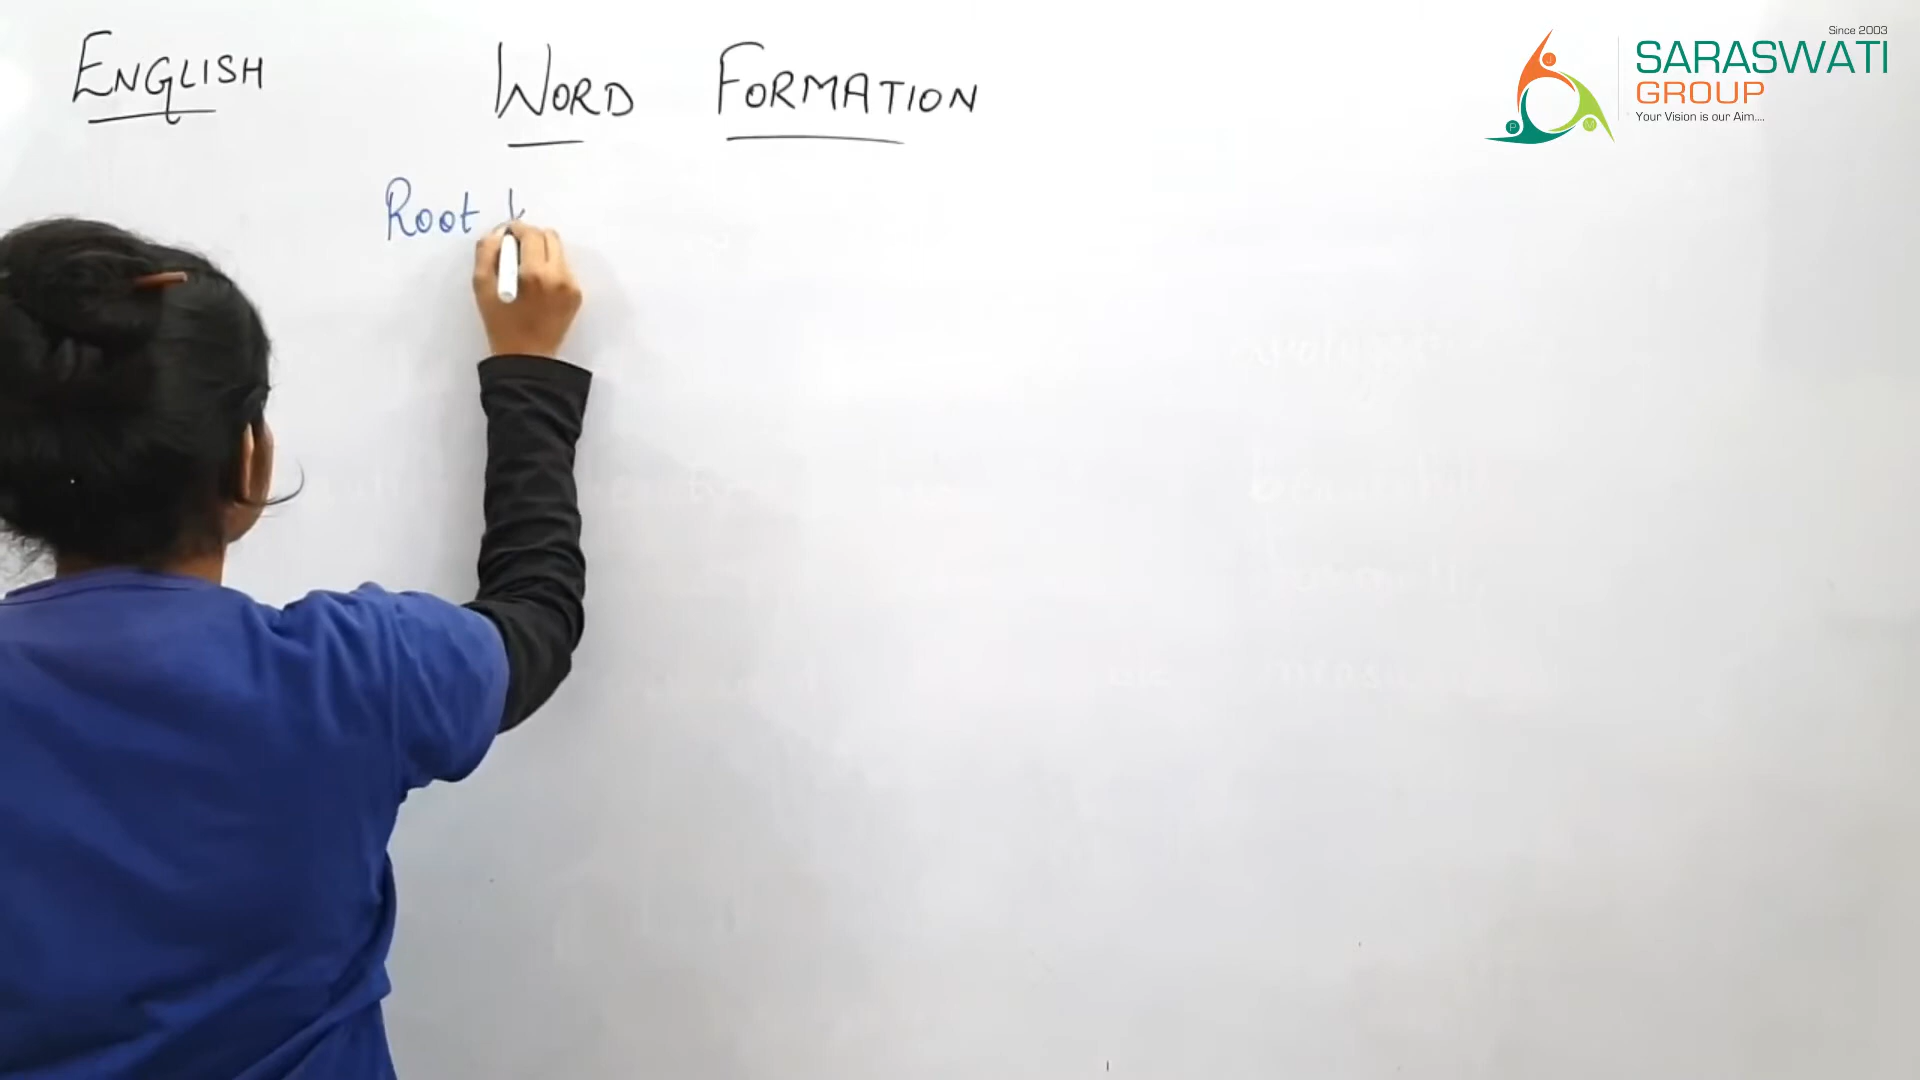 ENGLISH WORD FORMATION
Since 2003
SARASWATI
GROUP
Your Vision is our Aim....
J
P M
Root